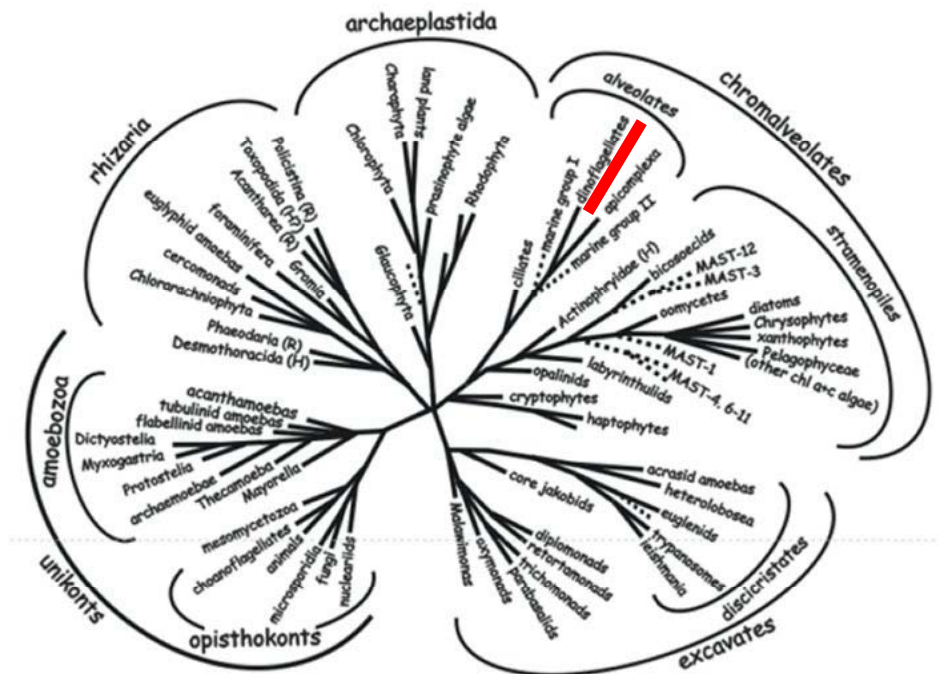 archaeplastida
Charaphyta
land plants
Chlorophyta
prasinophyte algae
Rhodophyta
Glaucophyta
chromalveolates
alveolates
ciliates
marine group I
dinoflagellates
apicomplexa
marine group II
stramenopiles
Actinophryidae (H)
bicosoecids
MAST-12
MAST-3
oomycetes
diatoms
Chrysophytes
xanthophytes
Pelagophyceae
(other chl a+c algae)
MAST-1
MAST-4, 6-11
labyrinthulids
opalinids
cryptophytes
haptophytes
rhizaria
Policistina (R)
Taxopodida (H?)
Acantharea (R)
Gromia
foraminifera
euglyphid amoebas
cercomonads
Chlorarachniophyta
Phaeodaria (R)
Desmothoracida (H)
unikonts
amoebozoa
acanthamoebas
tubulinid amoebas
flabellinid amoebas
Dictyostelia
Myxogastria
Protostelia
archaemoebae
Thecamoeba
Mayorella
opisthokonts
mesomycetozoa
choanoflagellates
animals
microsporidia
fungi
nucleariids
excavates
Malawimonas
oxymonads
parabasalids
trichomonads
retortamonads
diplomonads
core jakobids
discicristates
acrasid amoebas
heterolobosea
euglenids
trypanosomes
leishmania